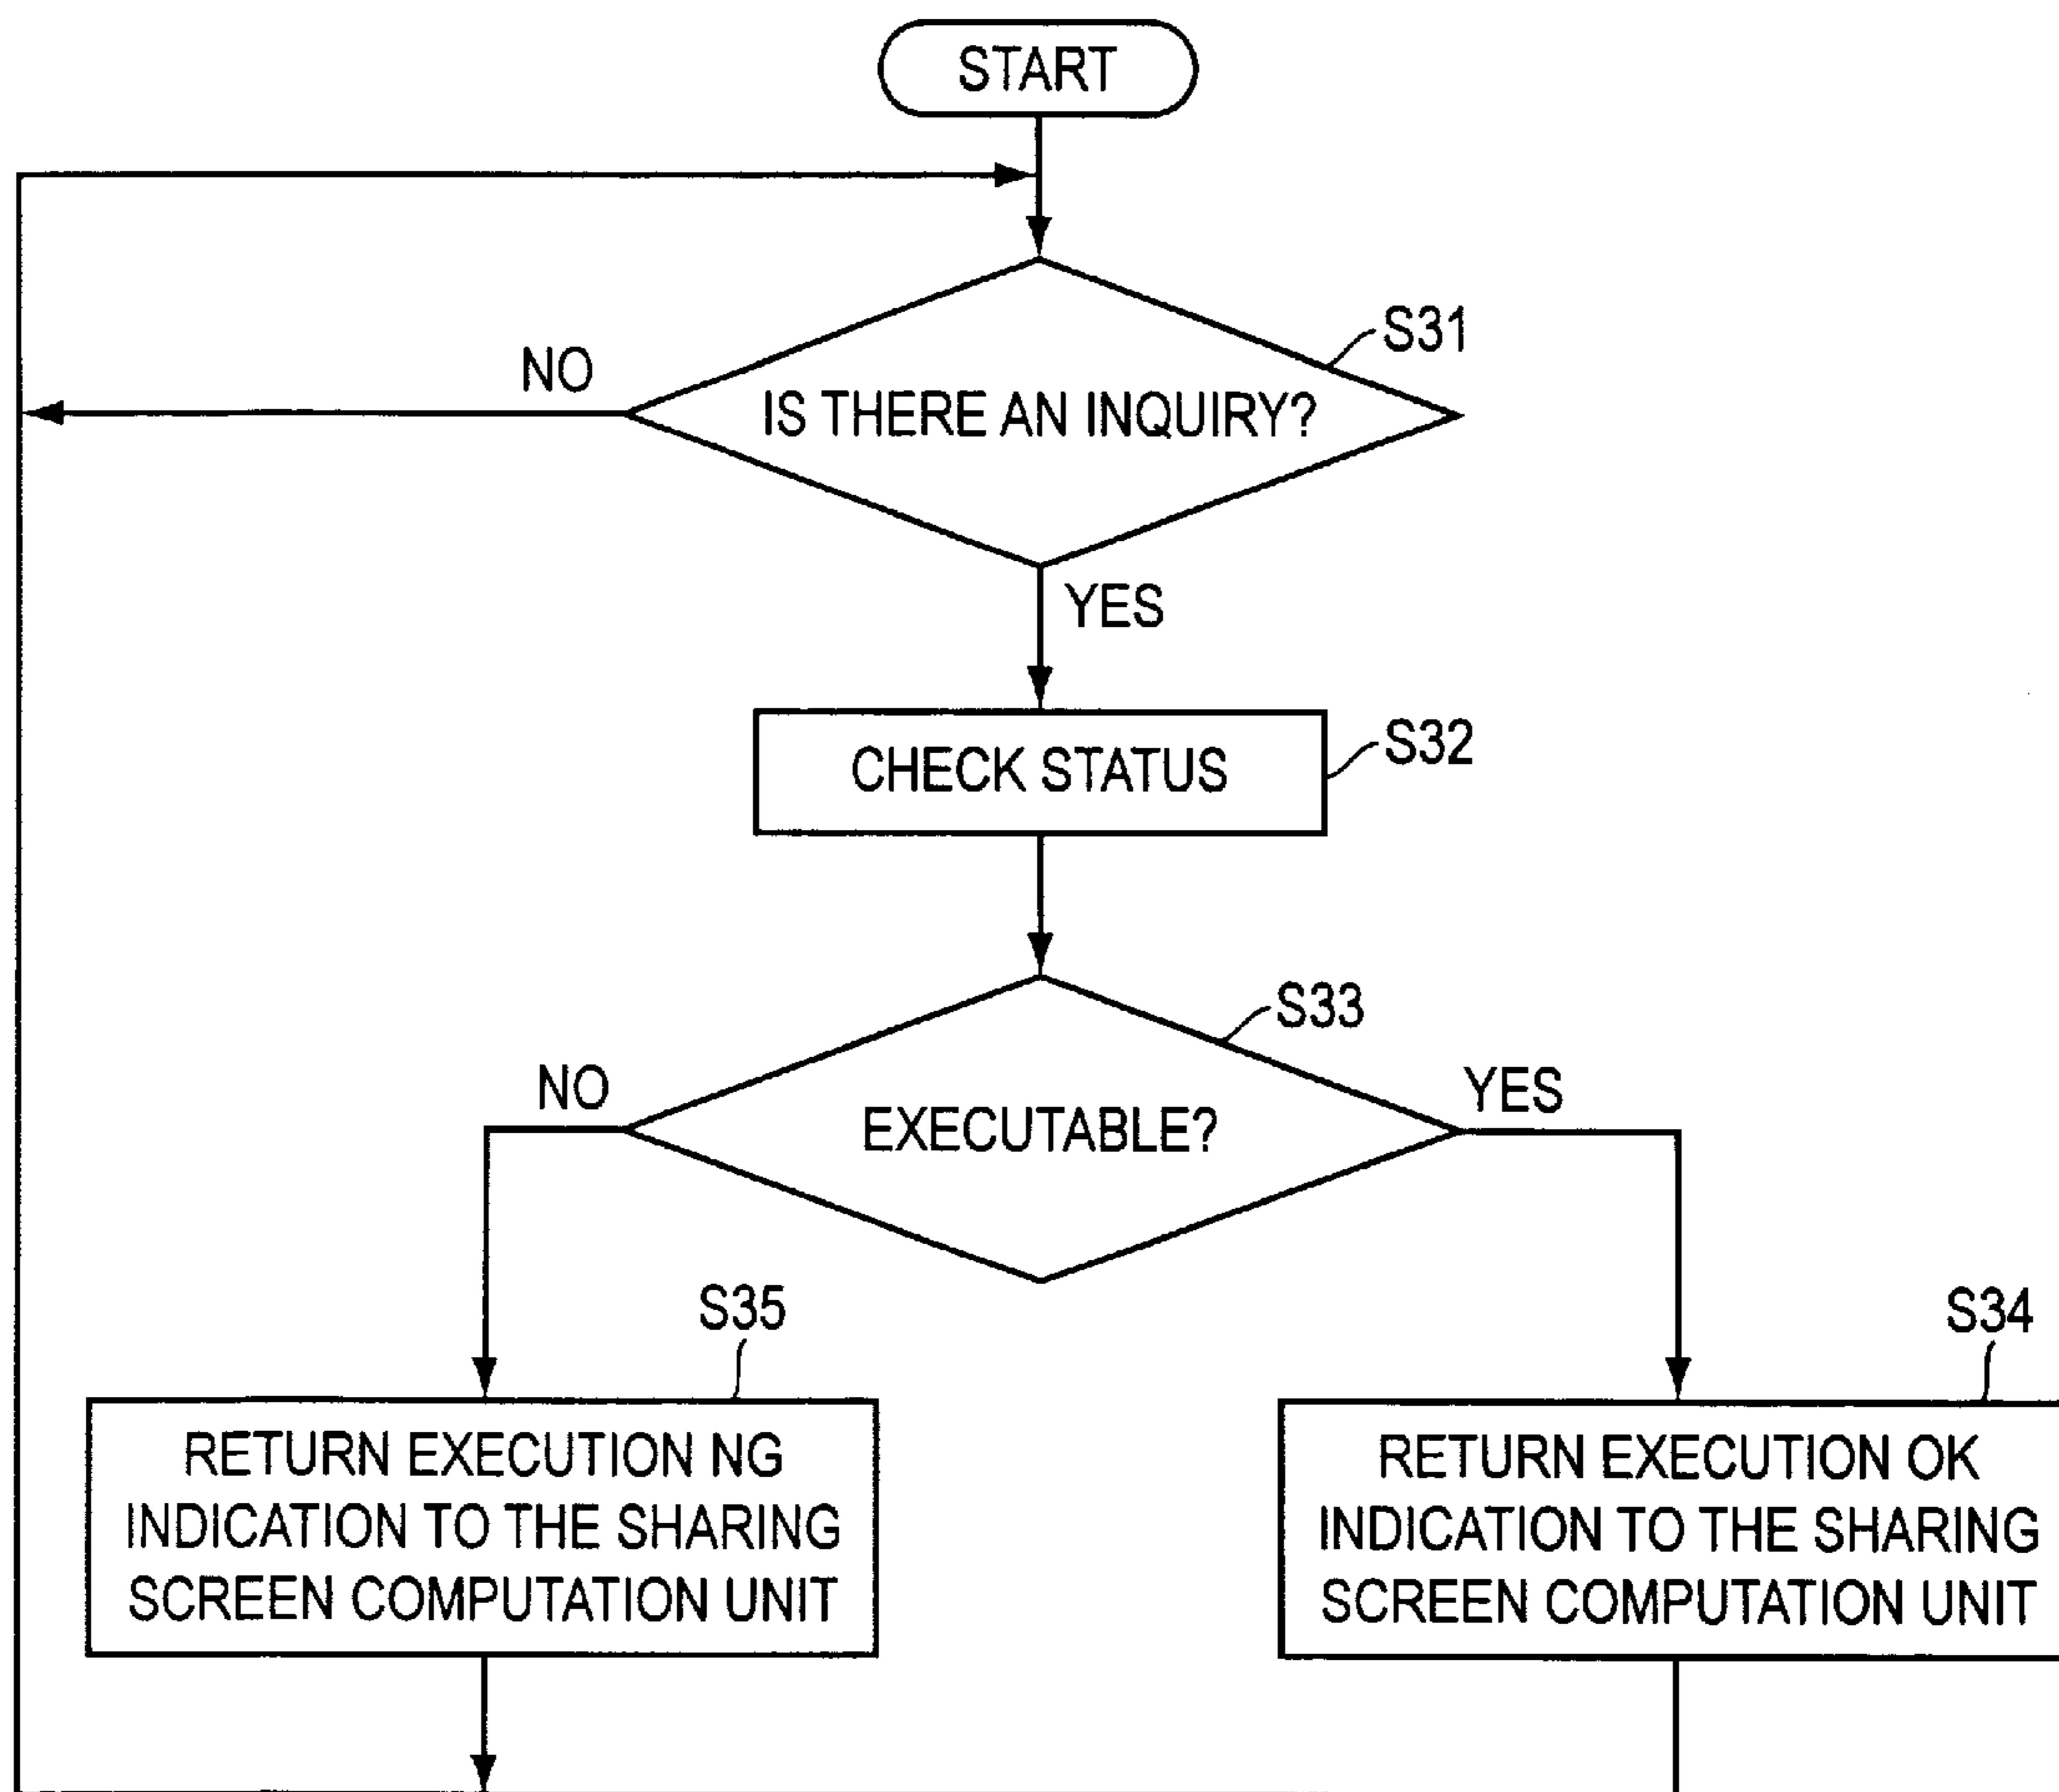 START
S31
NO
IS THERE AN INQUIRY?
YES
S32
CHECK STATUS
S33
NO
YES
EXECUTABLE?
S35
S34
RETURN EXECUTION NG
INDICATION TO THE SHARING
SCREEN COMPUTATION UNIT
RETURN EXECUTION OK
INDICATION TO THE SHARING
SCREEN COMPUTATION UNIT